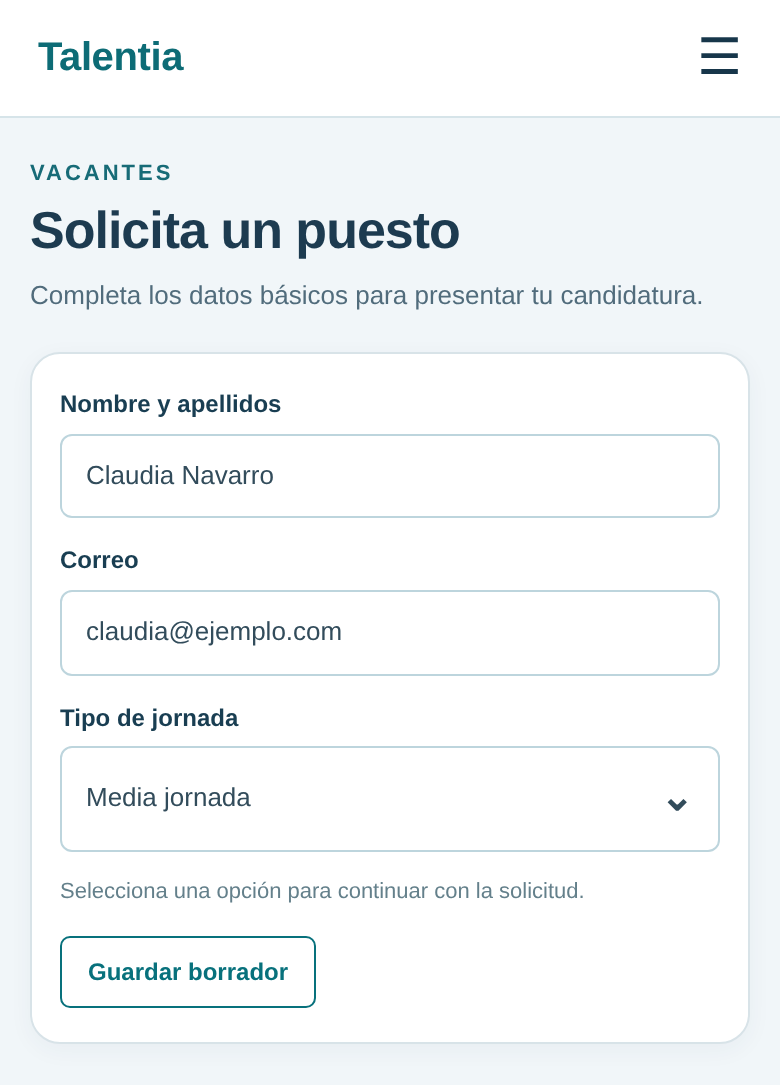 Talentia
VACANTES
Solicita un puesto
Completa los datos básicos para presentar tu candidatura.
Nombre y apellidos
Claudia Navarro
Correo
claudia@ejemplo.com
Tipo de jornada
Media jornada
Selecciona una opción para continuar con la solicitud.
Guardar borrador